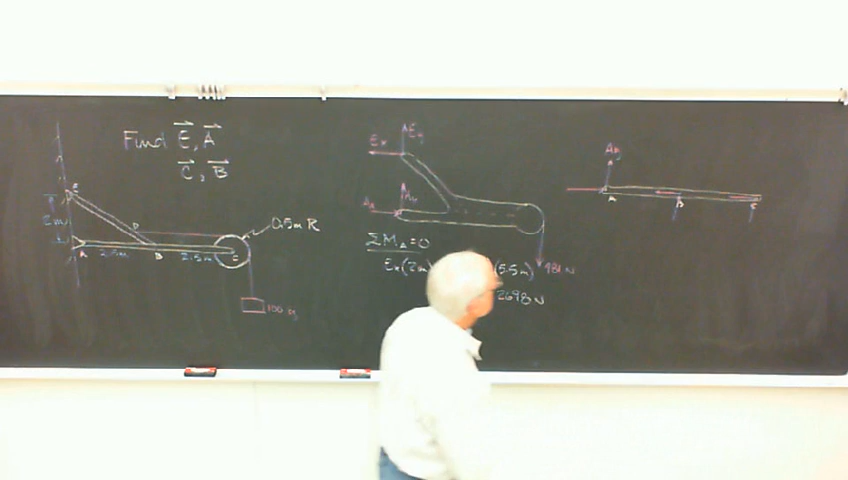 Find E, A
C, B
E
2m
D
A
2.5m
B
2.5m
C
0.5m R
100 kg
Ex
Ey
Ax
Ay
ΣM_A=0
Ex(2m
(5.5m)
981 N
2698 N
Ay
A
B
C